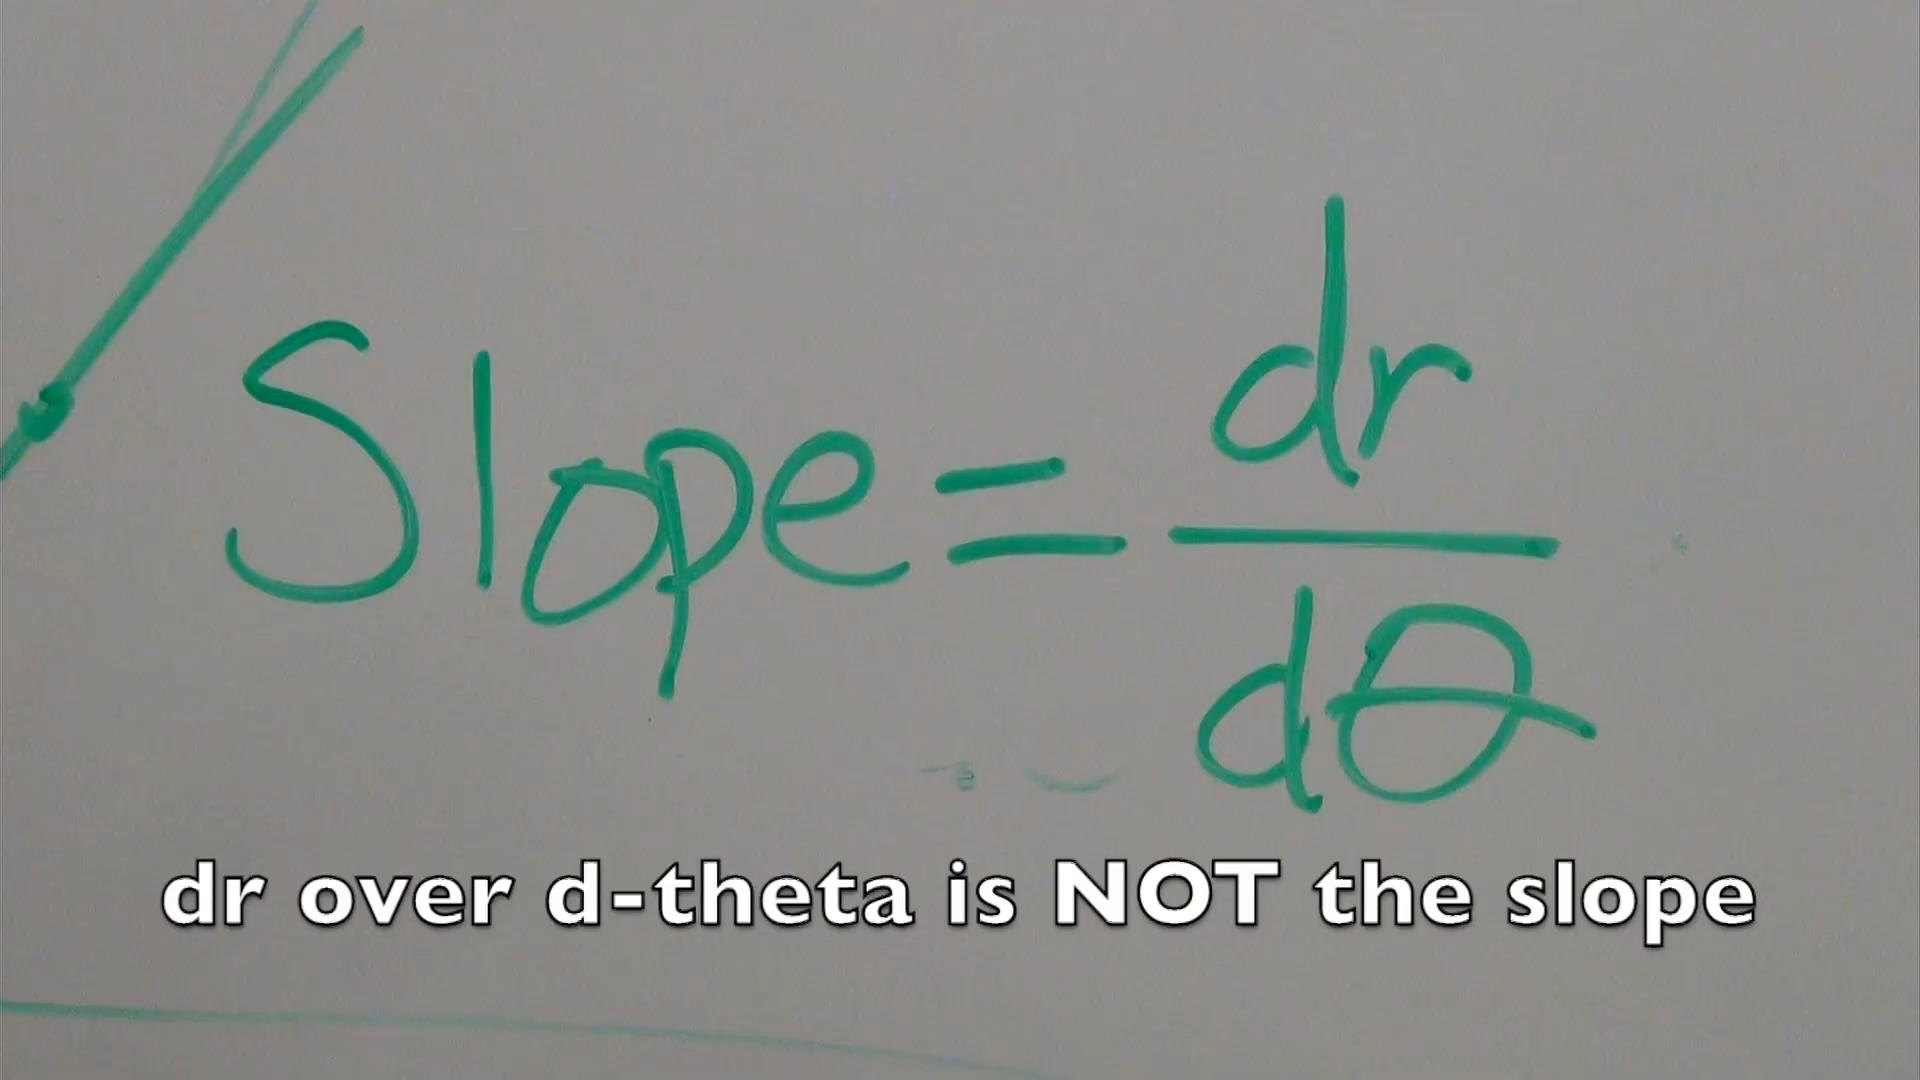 Slope = dr/dθ
dr over d-theta is NOT the slope